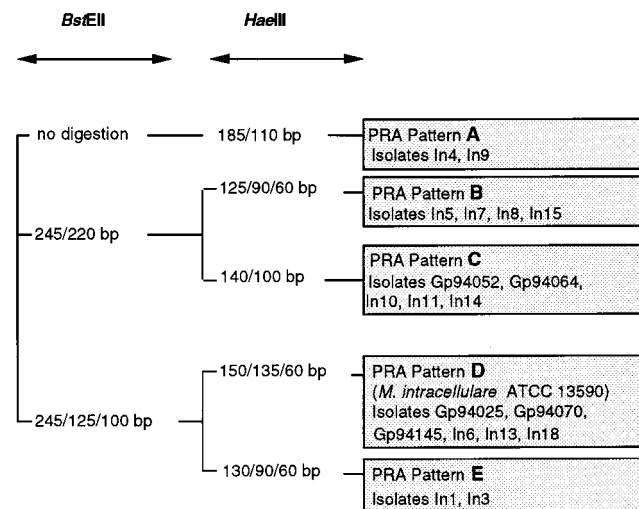 BstEII HaeIII
no digestion 185/110 bp PRA Pattern A
Isolates In4, In9
125/90/60 bp PRA Pattern B
Isolates In5, In7, In8, In15
245/220 bp
140/100 bp PRA Pattern C
Isolates Gp94052, Gp94064,
In10, In11, In14
150/135/60 bp PRA Pattern D
(M. intracellulare ATCC 13590)
Isolates Gp94025, Gp94070,
Gp94145, In6, In13, In18
245/125/100 bp
130/90/60 bp PRA Pattern E
Isolates In1, In3